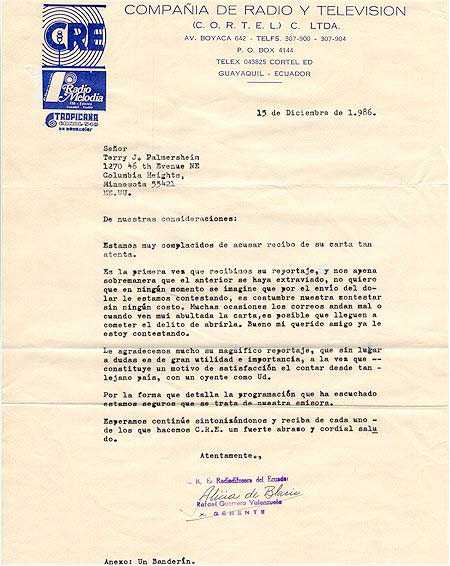 CRE
Radio
Melodía
TROPICANA
COMPAÑIA DE RADIO Y TELEVISION
(C.O.R.T.E.L.) C. LTDA.
AV. BOYACA 642 - TELFS. 307-900 - 307-904
P. O. BOX 4144
TELEX 043825 CORTEL ED
GUAYAQUIL - ECUADOR
15 de Diciembre de 1.986.
Señor
Terry J. Palmersheim
1270 46 th Evenue NE
Columbia Heights,
Minnesota 55421
EE.UU.
De nuestras consideraciones:
Estamos muy complacidos de acusar recibo de su carta tan
atenta.
Es la primera vez que recibimos su reportaje, y nos apena
sobremanera que el anterior se haya extraviado, no quiero
que en ningún momento se imagine que por el envío del do-
lar le estamos contestando, es costumbre nuestra contestar
sin ningún costo. Muchas ocasiones los correos andan mal o
cuando ven mui abultada la carta,es posible que lleguen a
cometer el delito de abrirla. Bueno mi querido amigo ya le
estoy contestando.
Le agradecemos mucho su magnífico reportaje, que sin lugar
a dudas es de gran utilidad e importancia, a la vez que --
constituye un motivo de satisfacción el contar desde tan -
lejano país, con un oyente como Ud.
Por la forma que detalla la programación que ha escuchado
estamos seguros que se trata de nuestra emisora.
Esperamos continúe sintonizándonos y reciba de cada uno -
de los que hacemos C.R.E. un fuerte abrazo y cordial salu
do.
Atentamente.,
R. E. Radiodifusora del Ecuador
Alicia de
Rafael Guerrero Valenzuela
GERENTE
Anexo: Un Banderín.